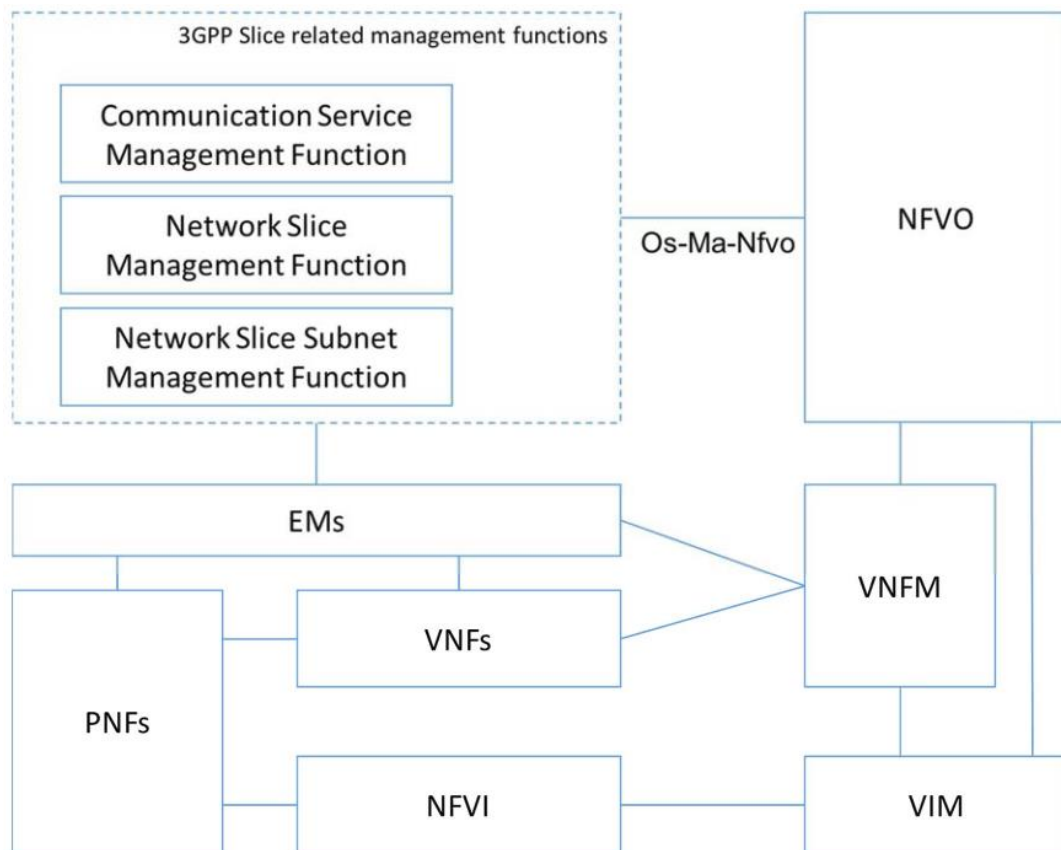 3GPP Slice related management functions
Communication Service
Management Function
Network Slice
Management Function
Network Slice Subnet
Management Function
Os-Ma-Nfvo
NFVO
EMs
VNFM
VNFs
PNFs
NFVI
VIM